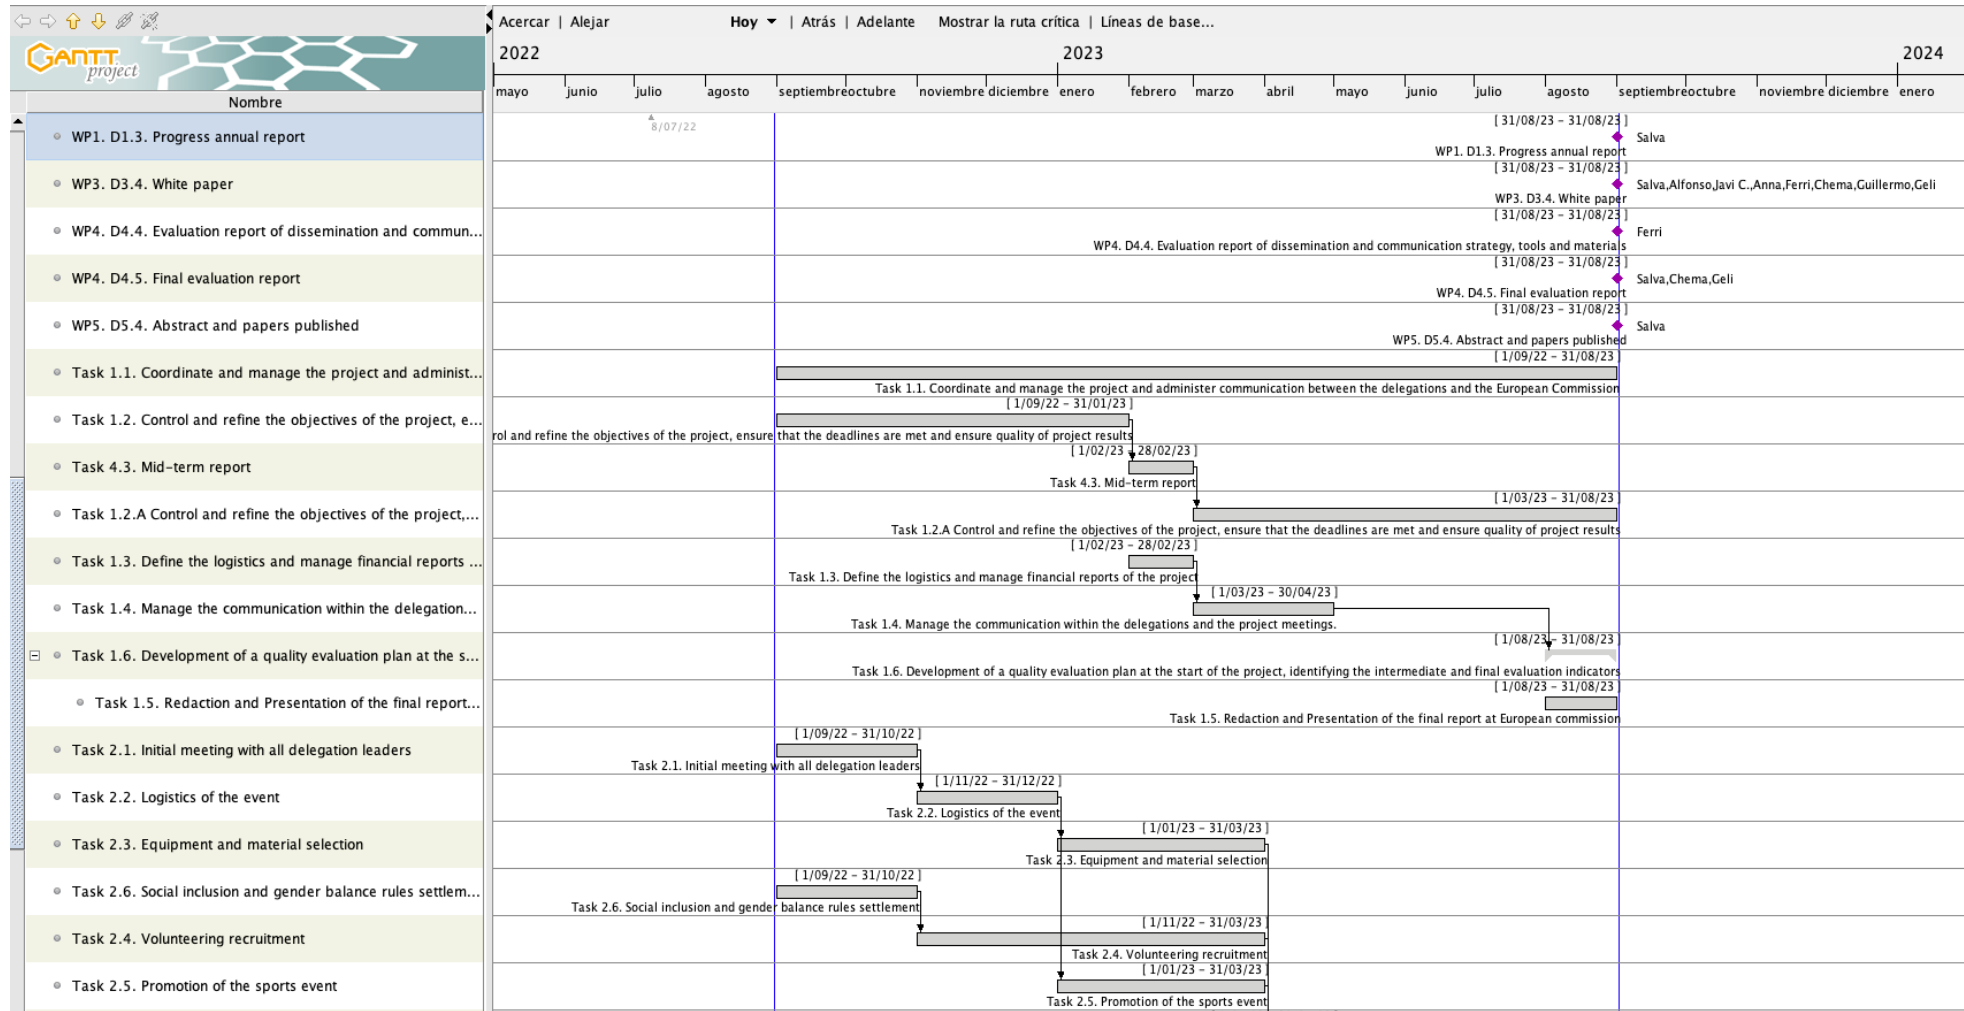 Acercar | Alejar Hoy | Atrás | Adelante Mostrar la ruta crítica | Líneas de base...
GANTT project
2022 2023 2024
Nombre
mayo junio julio agosto septiembre octubre noviembre diciembre enero febrero marzo abril mayo junio julio agosto septiembre octubre noviembre diciembre enero
8/07/22
[ 31/08/23 - 31/08/23 ]
WP1. D1.3. Progress annual report
Salva
WP1. D1.3. Progress annual report
[ 31/08/23 - 31/08/23 ]
WP3. D3.4. White paper
Salva,Alfonso,Javi C.,Anna,Ferri,Chema,Guillermo,Geli
WP3. D3.4. White paper
[ 31/08/23 - 31/08/23 ]
WP4. D4.4. Evaluation report of dissemination and commun...
Ferri
WP4. D4.4. Evaluation report of dissemination and communication strategy, tools and materials
[ 31/08/23 - 31/08/23 ]
WP4. D4.5. Final evaluation report
Salva,Chema,Geli
WP4. D4.5. Final evaluation report
[ 31/08/23 - 31/08/23 ]
WP5. D5.4. Abstract and papers published
Salva
WP5. D5.4. Abstract and papers published
[ 1/09/22 - 31/08/23 ]
Task 1.1. Coordinate and manage the project and administ...
Task 1.1. Coordinate and manage the project and administer communication between the delegations and the European Commission
[ 1/09/22 - 31/01/23 ]
Task 1.2. Control and refine the objectives of the project, e...
rol and refine the objectives of the project, ensure that the deadlines are met and ensure quality of project results
[ 1/02/23 - 28/02/23 ]
Task 4.3. Mid-term report
Task 4.3. Mid-term report
[ 1/03/23 - 31/08/23 ]
Task 1.2.A Control and refine the objectives of the project,...
Task 1.2.A Control and refine the objectives of the project, ensure that the deadlines are met and ensure quality of project results
[ 1/02/23 - 28/02/23 ]
Task 1.3. Define the logistics and manage financial reports ...
Task 1.3. Define the logistics and manage financial reports of the project
[ 1/03/23 - 30/04/23 ]
Task 1.4. Manage the communication within the delegation...
Task 1.4. Manage the communication within the delegations and the project meetings.
[ 1/08/23 - 31/08/23 ]
Task 1.6. Development of a quality evaluation plan at the s...
Task 1.6. Development of a quality evaluation plan at the start of the project, identifying the intermediate and final evaluation indicators
[ 1/08/23 - 31/08/23 ]
Task 1.5. Redaction and Presentation of the final report...
Task 1.5. Redaction and Presentation of the final report at European commission
[ 1/09/22 - 31/10/22 ]
Task 2.1. Initial meeting with all delegation leaders
Task 2.1. Initial meeting with all delegation leaders
[ 1/11/22 - 31/12/22 ]
Task 2.2. Logistics of the event
Task 2.2. Logistics of the event
[ 1/01/23 - 31/03/23 ]
Task 2.3. Equipment and material selection
Task 2.3. Equipment and material selection
[ 1/09/22 - 31/10/22 ]
Task 2.6. Social inclusion and gender balance rules settlem...
Task 2.6. Social inclusion and gender balance rules settlement
[ 1/11/22 - 31/03/23 ]
Task 2.4. Volunteering recruitment
Task 2.4. Volunteering recruitment
[ 1/01/23 - 31/03/23 ]
Task 2.5. Promotion of the sports event
Task 2.5. Promotion of the sports event